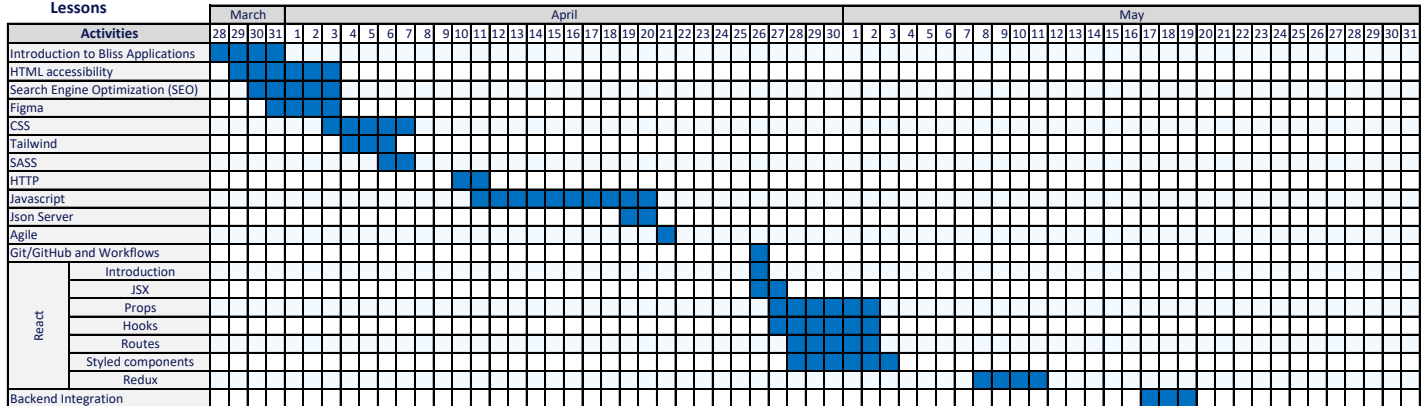 Lessons
March April May
Activities 28 29 30 31 1 2 3 4 5 6 7 8 9 10 11 12 13 14 15 16 17 18 19 20 21 22 23 24 25 26 27 28 29 30 1 2 3 4 5 6 7 8 9 10 11 12 13 14 15 16 17 18 19 20 21 22 23 24 25 26 27 28 29 30 31
Introduction to Bliss Applications
HTML accessibility
Search Engine Optimization (SEO)
Figma
CSS
Tailwind
SASS
HTTP
Javascript
Json Server
Agile
Git/GitHub and Workflows
React
Introduction
JSX
Props
Hooks
Routes
Styled components
Redux
Backend Integration